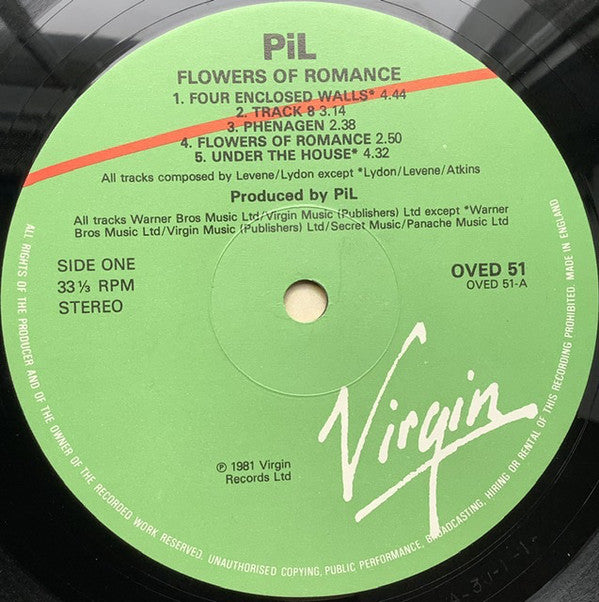 PiL
FLOWERS OF ROMANCE
1. FOUR ENCLOSED WALLS* 4.44
2. TRACK 8 3.14
3. PHENAGEN 2.38
4. FLOWERS OF ROMANCE 2.50
5. UNDER THE HOUSE* 4.32
All tracks composed by Levene/Lydon except *Lydon/Levene/Atkins
Produced by PiL
All tracks Warner Bros Music Ltd/Virgin Music (Publishers) Ltd except *Warner
Bros Music Ltd/Virgin Music (Publishers) Ltd/Secret Music/Panache Music Ltd
SIDE ONE
33 ⅓ RPM
STEREO
OVED 51
OVED 51-A
Virgin
℗ 1981 Virgin
Records Ltd
ALL RIGHTS OF THE PRODUCER AND OF THE OWNER OF THE RECORDED WORK RESERVED. UNAUTHORISED COPYING, PUBLIC PERFORMANCE, BROADCASTING, HIRING OR RENTAL OF THIS RECORDING PROHIBITED. MADE IN ENGLAND